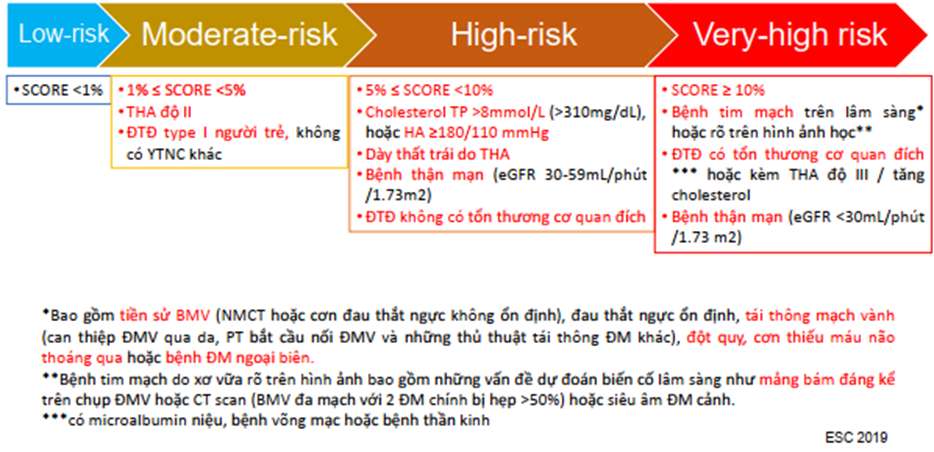 Low-risk
Moderate-risk
High-risk
Very-high risk
•SCORE <1%
•1% ≤ SCORE <5%
•THA độ II
•ĐTĐ type I người trẻ, không
có YTNC khác
•5% ≤ SCORE <10%
•Cholesterol TP >8mmol/L (>310mg/dL),
hoặc HA ≥180/110 mmHg
•Dày thất trái do THA
•Bệnh thận mạn (eGFR 30-59mL/phút
/1.73m2)
•ĐTĐ không có tổn thương cơ quan đích
•SCORE ≥ 10%
•Bệnh tim mạch trên lâm sàng*
hoặc rõ trên hình ảnh học**
•ĐTĐ có tổn thương cơ quan đích
*** hoặc kèm THA độ III / tăng
cholesterol
•Bệnh thận mạn (eGFR <30mL/phút
/1.73 m2)
*Bao gồm tiền sử BMV (NMCT hoặc cơn đau thắt ngực không ổn định), đau thắt ngực ổn định, tái thông mạch vành
(can thiệp ĐMV qua da, PT bắt cầu nối ĐMV và những thủ thuật tái thông ĐM khác), đột quỵ, cơn thiếu máu não
thoáng qua hoặc bệnh ĐM ngoại biên.
**Bệnh tim mạch do xơ vữa rõ trên hình ảnh bao gồm những vấn đề dự đoán biến cố lâm sàng như mảng bám đáng kể
trên chụp ĐMV hoặc CT scan (BMV đa mạch với 2 ĐM chính bị hẹp >50%) hoặc siêu âm ĐM cảnh.
***có microalbumin niệu, bệnh võng mạc hoặc bệnh thần kinh
ESC 2019